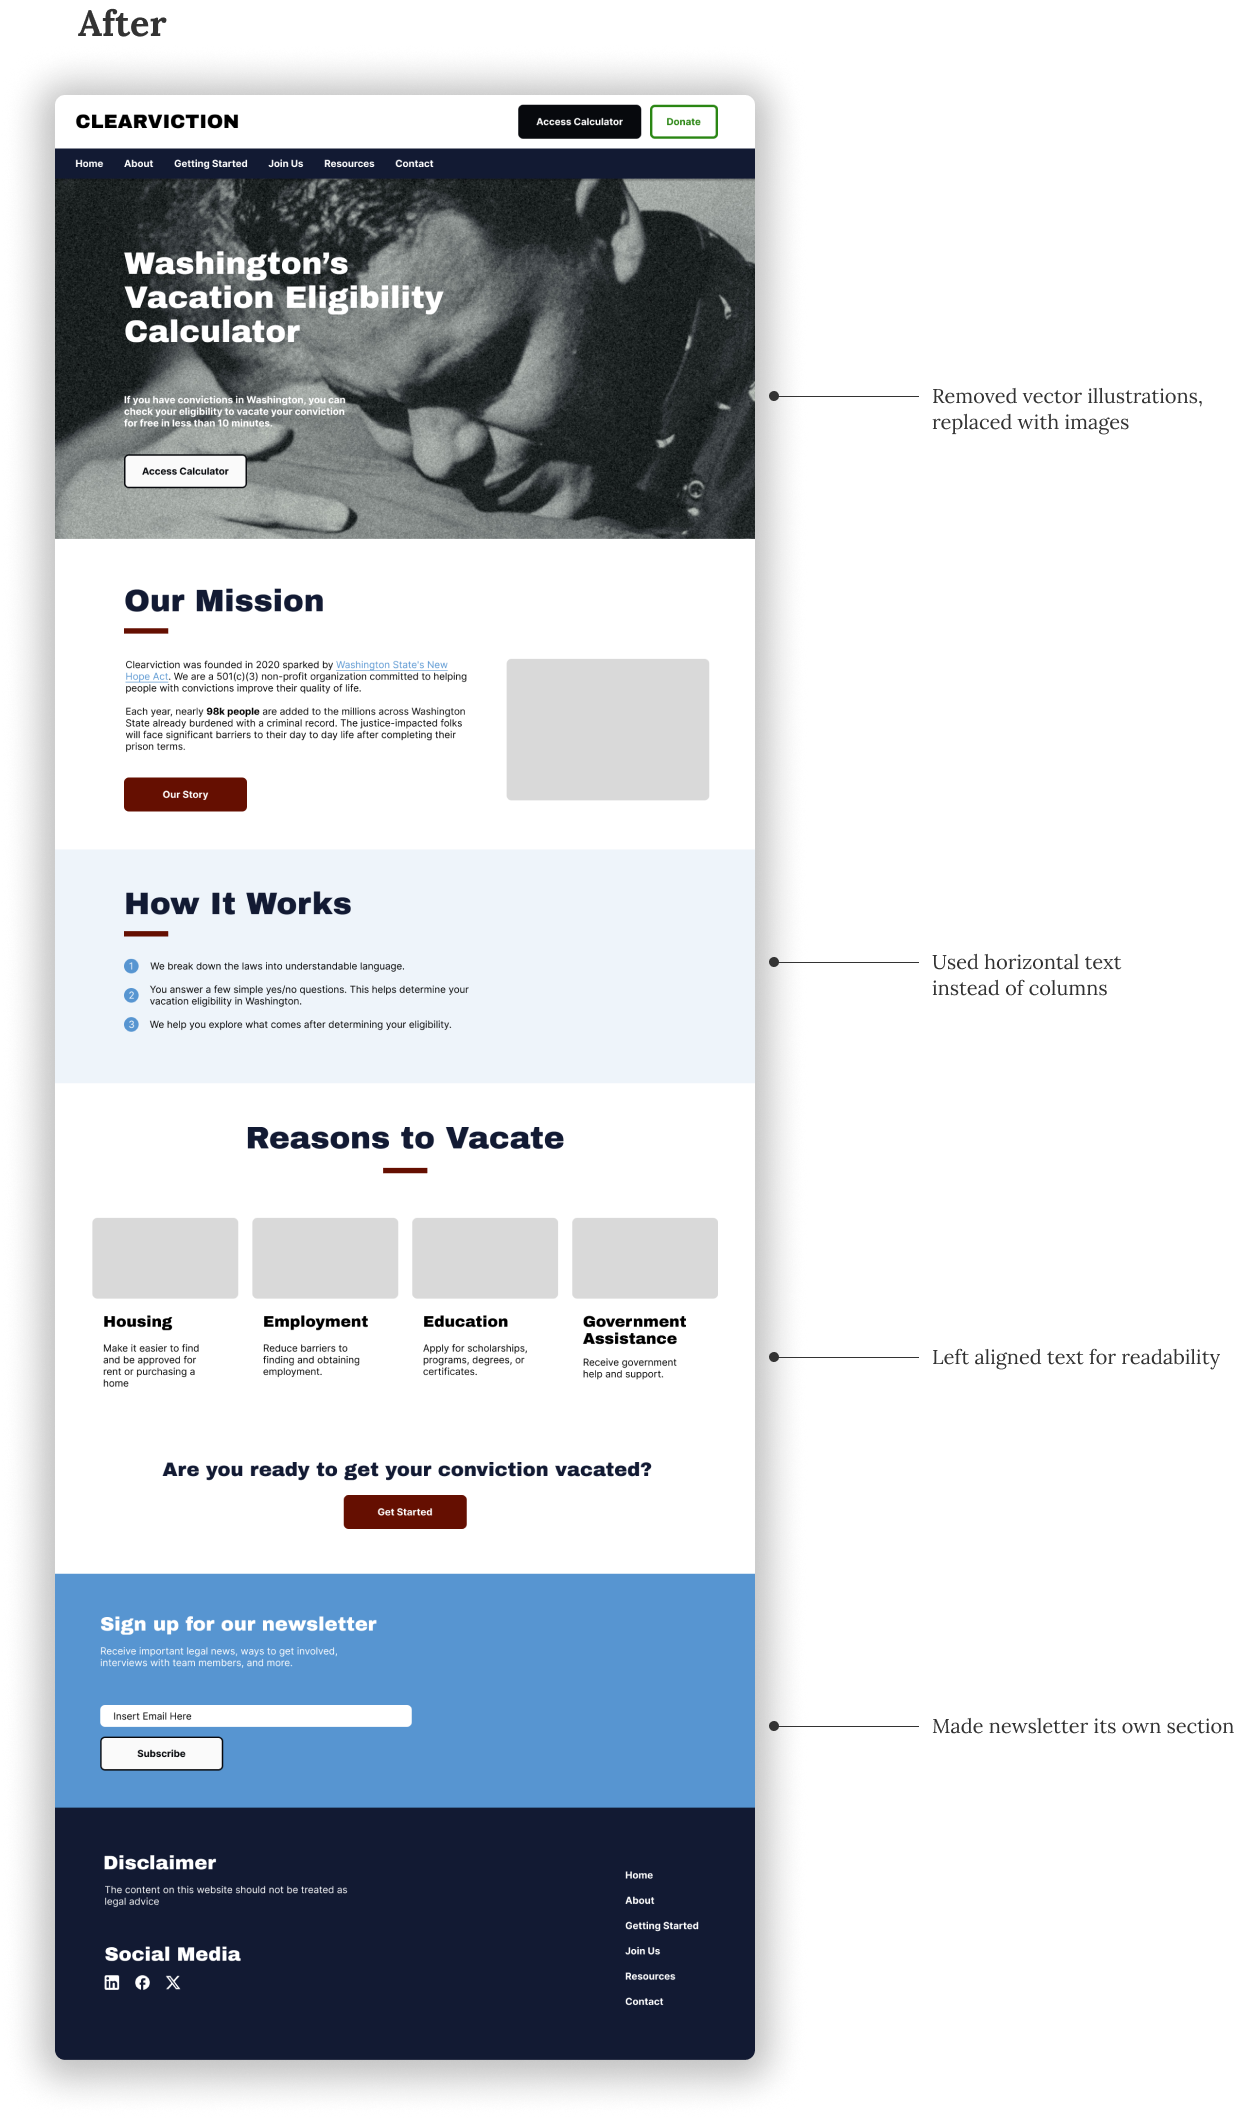 After
CLEARVICTION
Access Calculator
Donate
Home
About
Getting Started
Join Us
Resources
Contact
Washington’s
Vacation Eligibility
Calculator
If you have convictions in Washington, you can
check your eligibility to vacate your conviction
for free in less than 10 minutes.
Access Calculator
Removed vector illustrations,
replaced with images
Our Mission
Clearviction was founded in 2020 sparked by Washington State's New
Hope Act. We are a 501(c)(3) non-profit organization committed to helping
people with convictions improve their quality of life.
Each year, nearly 98k people are added to the millions across Washington
State already burdened with a criminal record. The justice-impacted folks
will face significant barriers to their day to day life after completing their
prison terms.
Our Story
How It Works
1 We break down the laws into understandable language.
2 You answer a few simple yes/no questions. This helps determine your
vacation eligibility in Washington.
3 We help you explore what comes after determining your eligibility.
Used horizontal text
instead of columns
Reasons to Vacate
Housing
Make it easier to find
and be approved for
rent or purchasing a
home
Employment
Reduce barriers to
finding and obtaining
employment.
Education
Apply for scholarships,
programs, degrees, or
certificates.
Government
Assistance
Receive government
help and support.
Left aligned text for readability
Are you ready to get your conviction vacated?
Get Started
Sign up for our newsletter
Receive important legal news, ways to get involved,
interviews with team members, and more.
Insert Email Here
Subscribe
Made newsletter its own section
Disclaimer
The content on this website should not be treated as
legal advice
Social Media
Home
About
Getting Started
Join Us
Resources
Contact